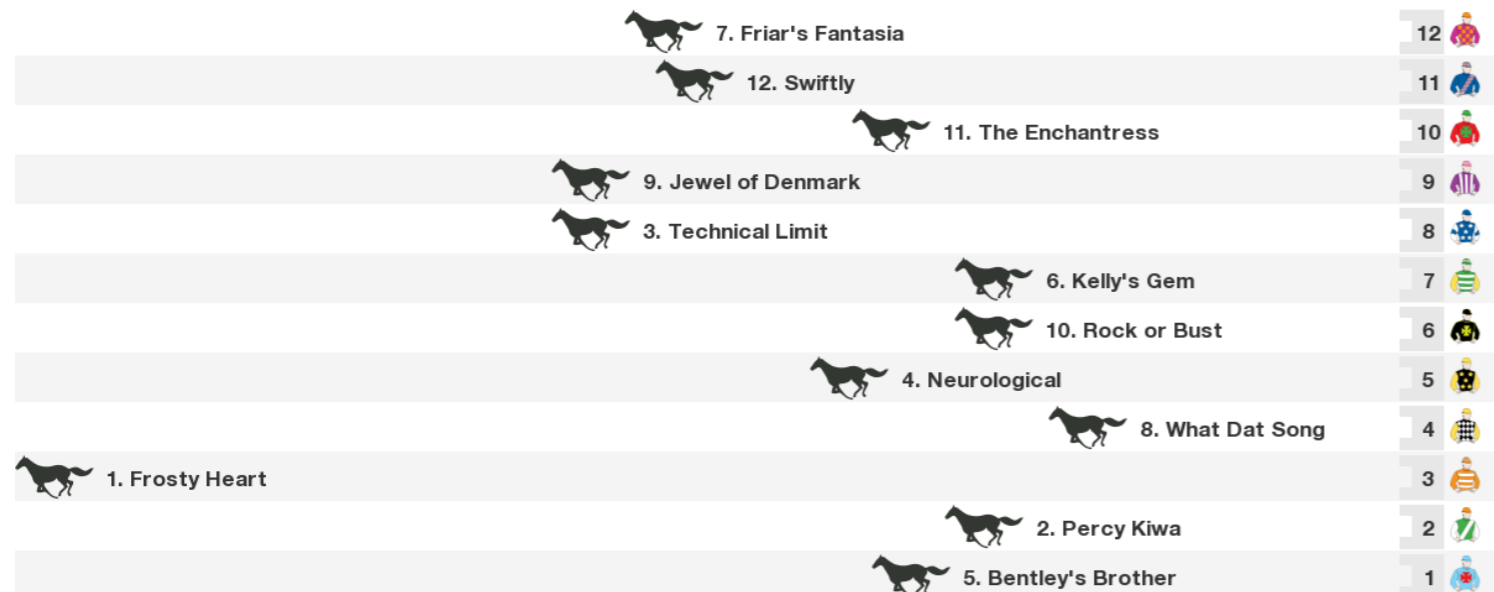 7. Friar's Fantasia 12
12. Swiftly 11
11. The Enchantress 10
9. Jewel of Denmark 9
3. Technical Limit 8
6. Kelly's Gem 7
10. Rock or Bust 6
4. Neurological 5
8. What Dat Song 4
1. Frosty Heart 3
2. Percy Kiwa 2
5. Bentley's Brother 1